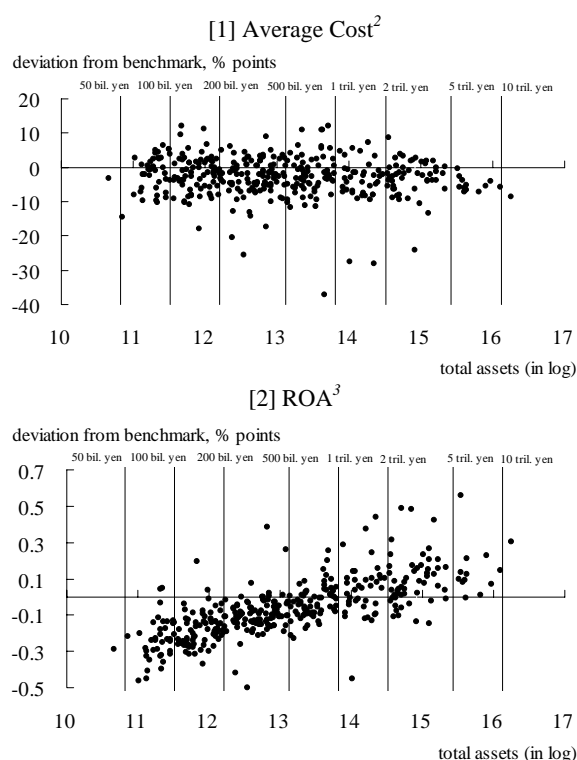 [1] Average Cost2
deviation from benchmark, % points
50 bil. yen 100 bil. yen 200 bil. yen 500 bil. yen 1 tril. yen 2 tril. yen 5 tril. yen 10 tril. yen
20
10
0
-10
-20
-30
-40
10 11 12 13 14 15 16 17
total assets (in log)
[2] ROA3
deviation from benchmark, % points
50 bil. yen 100 bil. yen 200 bil. yen 500 bil. yen 1 tril. yen 2 tril. yen 5 tril. yen 10 tril. yen
0.7
0.5
0.3
0.1
-0.1
-0.3
-0.5
10 11 12 13 14 15 16 17
total assets (in log)